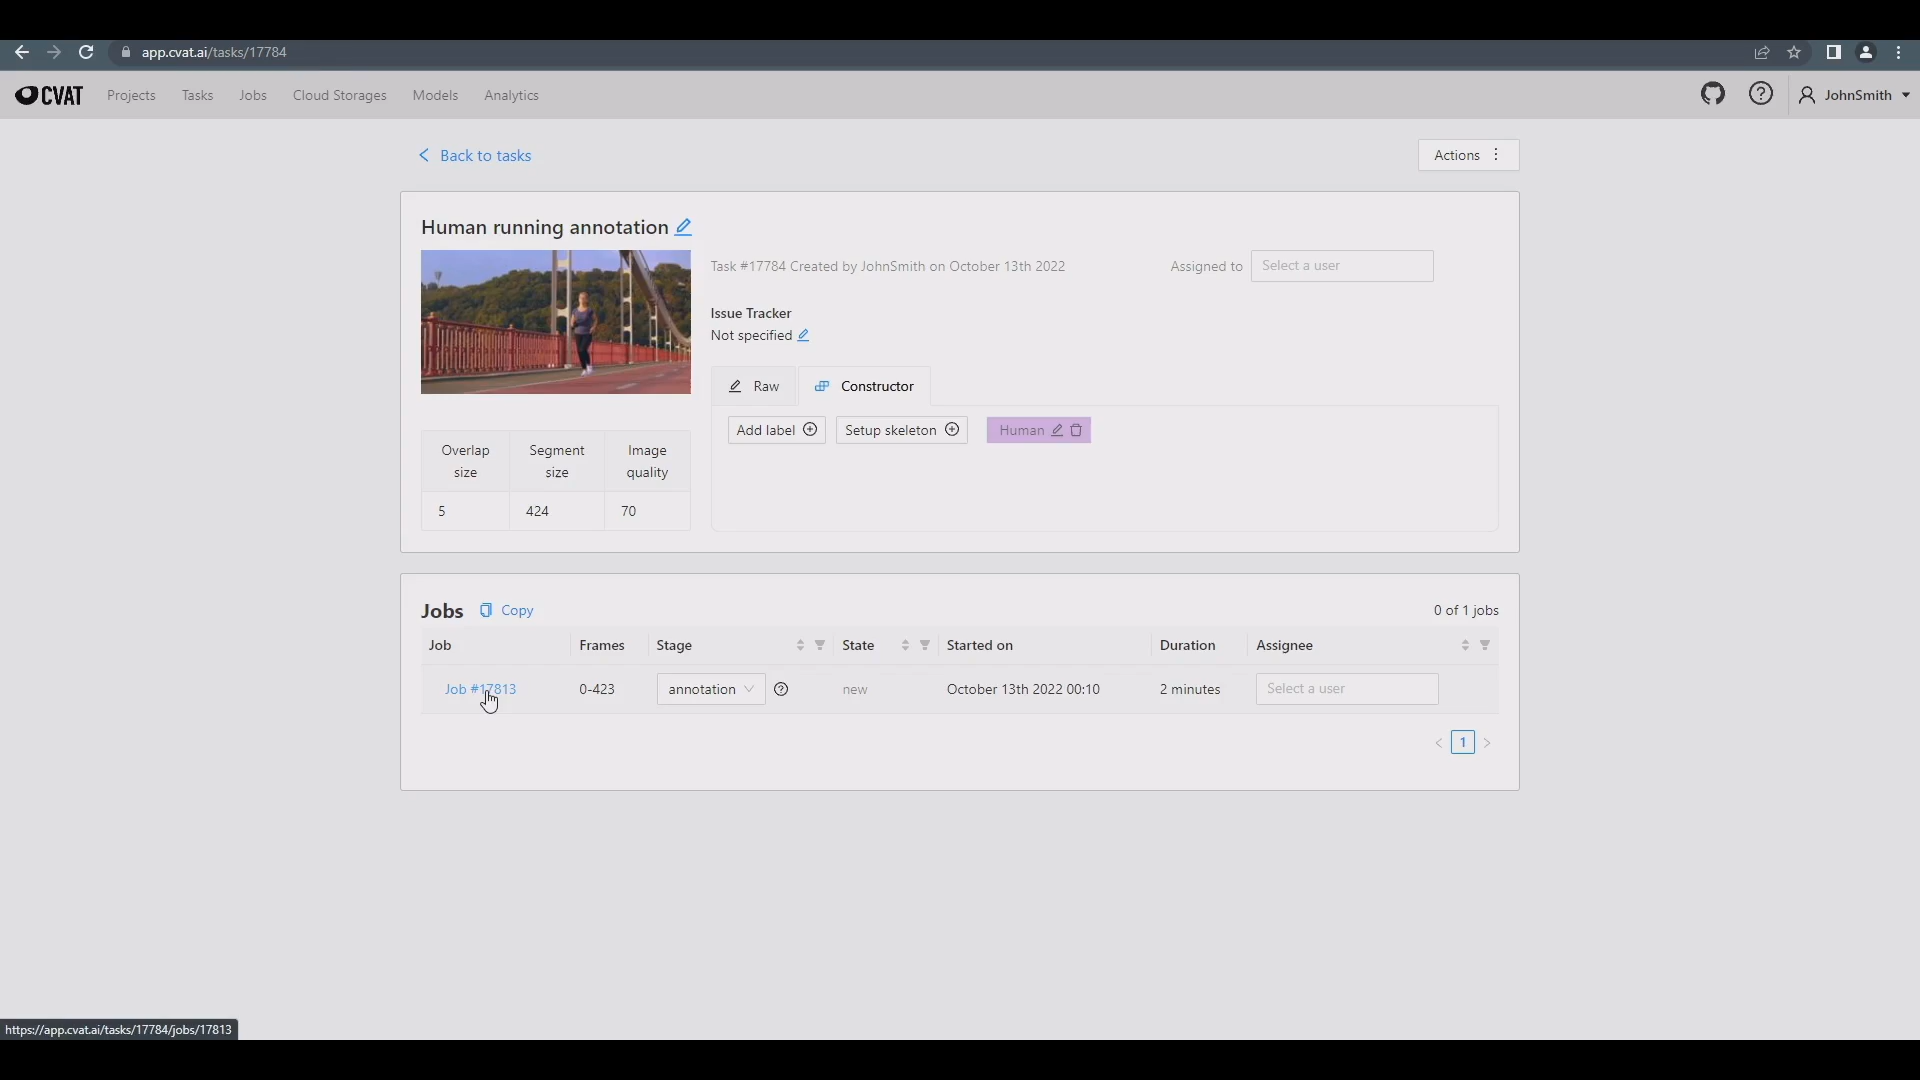 app.cvat.ai/tasks/17784
CVAT Projects Tasks Jobs Cloud Storages Models Analytics JohnSmith
Back to tasks Actions
Human running annotation
Task #17784 Created by JohnSmith on October 13th 2022 Assigned to Select a user
Issue Tracker
Not specified
Raw Constructor
Add label Setup skeleton Human
Overlap size Segment size Image quality
5 424 70
Jobs Copy 0 of 1 jobs
Job Frames Stage State Started on Duration Assignee
Job #17813 0-423 annotation new October 13th 2022 00:10 2 minutes Select a user
< 1 >
https://app.cvat.ai/tasks/17784/jobs/17813